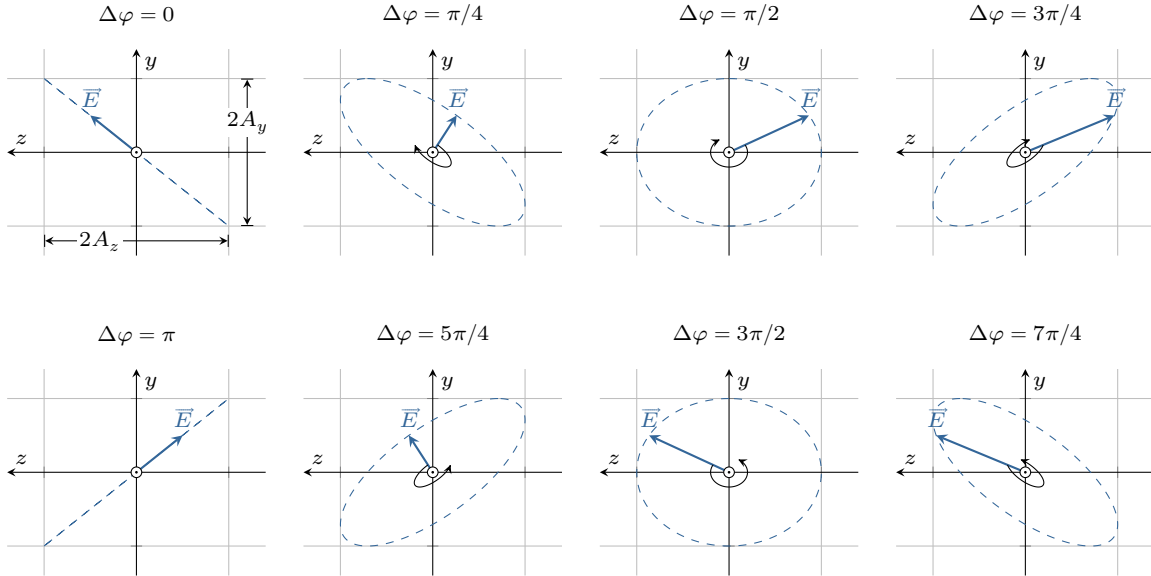 Δφ = 0
Δφ = π/4
Δφ = π/2
Δφ = 3π/4
y
z
E⃗
2A_y
2A_z
y
z
E⃗
y
z
E⃗
y
z
E⃗
Δφ = π
Δφ = 5π/4
Δφ = 3π/2
Δφ = 7π/4
y
z
E⃗
y
z
E⃗
y
z
E⃗
y
z
E⃗